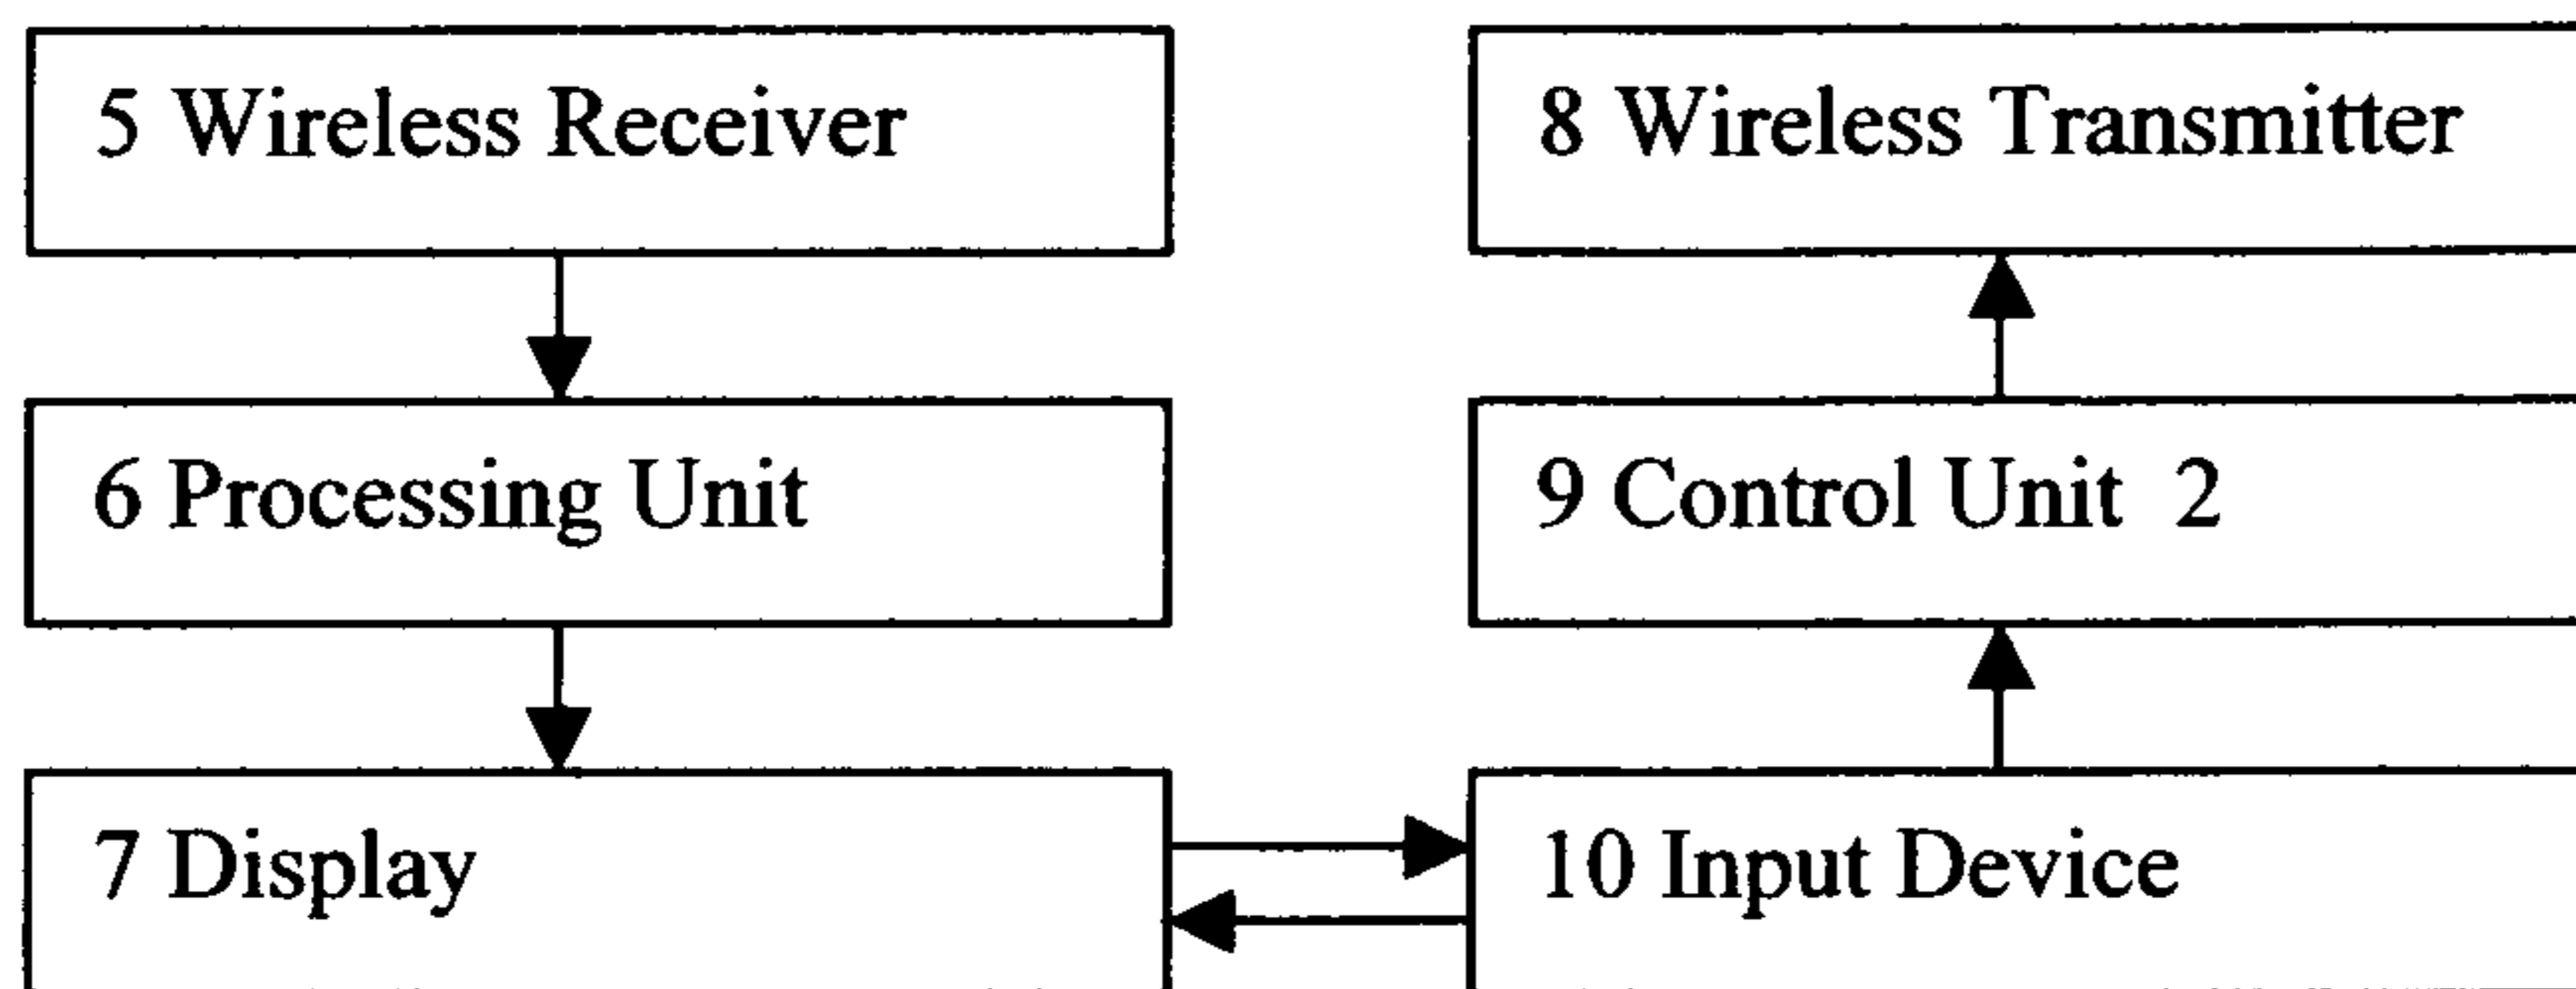 5 Wireless Receiver
8 Wireless Transmitter
6 Processing Unit
9 Control Unit 2
7 Display
10 Input Device